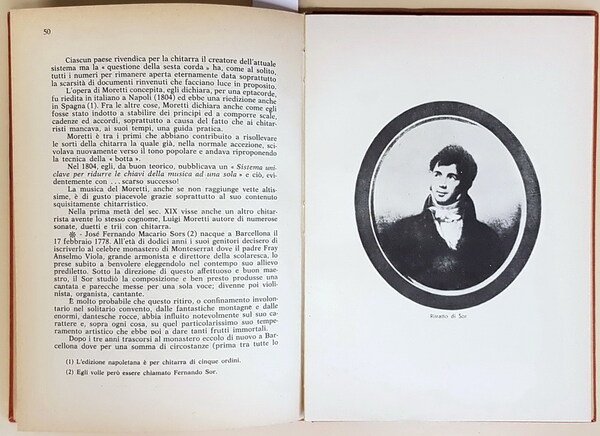 50
Ciascun paese rivendica per la chitarra il creatore dell'attuale
sistema ma la « questione della sesta corda » ha, come al solito,
tutti i numeri per rimanere aperta eternamente data soprattutto
la scarsità di documenti rinvenuti che facciano luce in proposito.
L'opera di Moretti concepita, egli dichiara, per una eptacorde,
fu riedita in italiano a Napoli (1804) ed ebbe una riedizione anche
in Spagna (1). Fra le altre cose, Moretti dichiara anche come egli
fosse stato indotto a stabilire dei principi ed a comporre scale,
cadenze ed accordi, soprattutto a causa del fatto che ai chitar-
risti mancava, ai suoi tempi, una guida pratica.
Moretti è tra i primi che abbiano contribuito a risollevare
le sorti della chitarra la quale già, nella normale accezione, sci-
volava nuovamente verso il tono popolare e andava riproponendo
la tecnica della « botta ».
Nel 1804, egli, da buon teorico, pubblicava un « Sistema uni-
clave per ridurre le chiavi della musica ad una sola » e ciò, evi-
dentemente con . . . scarso successo!
La musica del Moretti, anche se non raggiunge vette altis-
sime, è di gusto piacevole grazie soprattutto al suo contenuto
squisitamente chitarristico.
Nella prima metà del sec. XIX visse anche un altro chitar-
rista avente lo stesso cognome, Luigi Moretti autore di numerose
sonate, duetti e trii con chitarra.
❊ - José Fernando Macario Sors (2) nacque a Barcellona il
17 febbraio 1778. All'età di dodici anni i suoi genitori decisero di
iscriverlo al celebre monastero di Montserrat dove il padre Fray
Anselmo Viola, grande armonista e direttore della scolaresca, lo
prese subito a benvolere eleggendolo nel contempo suo allievo
prediletto. Sotto la direzione di questo affettuoso e buon mae-
stro, il Sor studiò la composizione e ben presto produsse una
cantata e parecchie messe per una sola voce; divenne poi violi-
nista, organista, cantante.
È molto probabile che questo ritiro, o confinamento involon-
tario nel solitario convento, dalle fantastiche montagne e dalle
enormi, dantesche rocce, abbia influito notevolmente sul suo ca-
rattere e, sopra ogni cosa, su quel particolarissimo suo tempe-
ramento artistico che ebbe poi a dare tanti frutti immortali.
Dopo i tre anni trascorsi al monastero eccolo di nuovo a Bar-
cellona dove per una somma di circostanze (prima tra tutte lo
(1) L'edizione napoletana è per chitarra di cinque ordini.
(2) Egli volle però essere chiamato Fernando Sor.
Ritratto di Sor